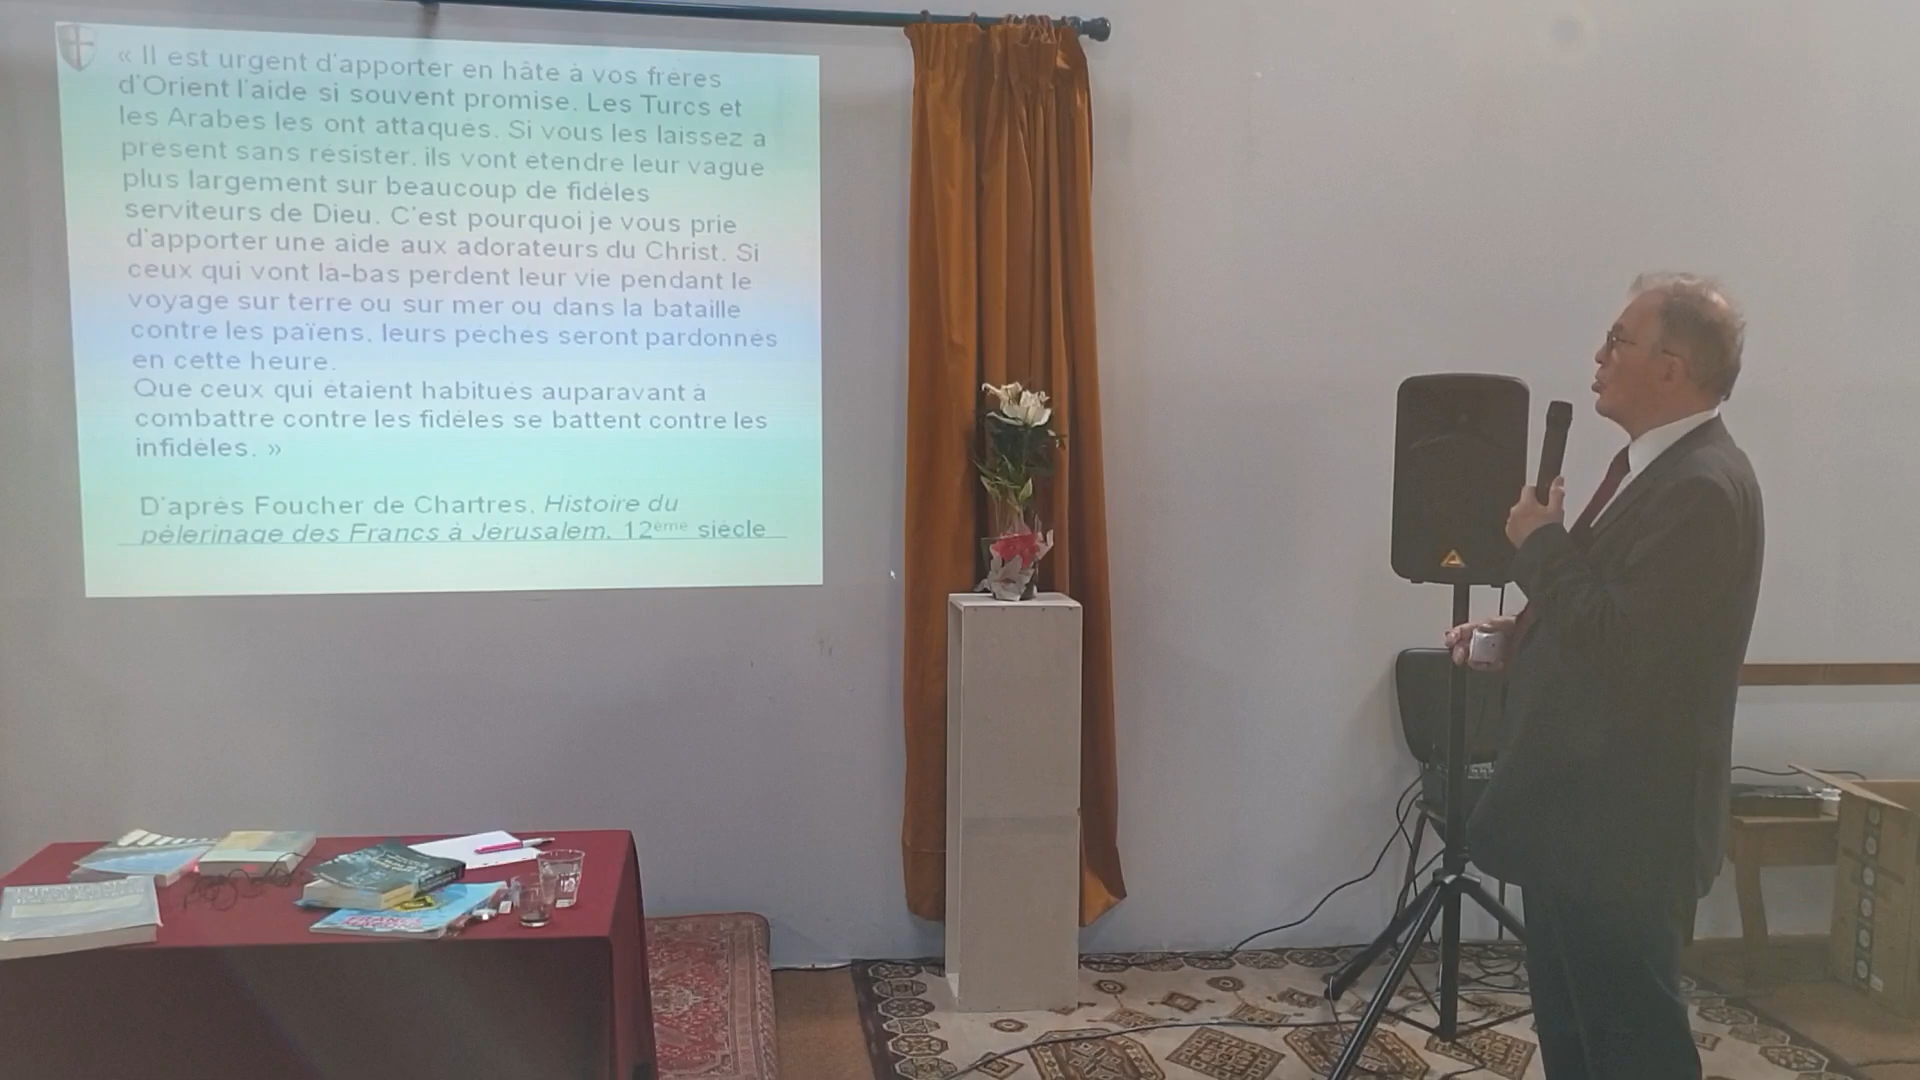 « Il est urgent d'apporter en hâte à vos frères
d'Orient l'aide si souvent promise. Les Turcs et
les Arabes les ont attaqués. Si vous les laissez à
présent sans résister, ils vont étendre leur vague
plus largement sur beaucoup de fidèles
serviteurs de Dieu. C'est pourquoi je vous prie
d'apporter une aide aux adorateurs du Christ. Si
ceux qui vont là-bas perdent leur vie pendant le
voyage sur terre ou sur mer ou dans la bataille
contre les païens, leurs péchés seront pardonnés
en cette heure.
Que ceux qui étaient habitués auparavant à
combattre contre les fidèles se battent contre les
infidèles. »
D'après Foucher de Chartres, Histoire du
pèlerinage des Francs à Jérusalem, 12ème siècle